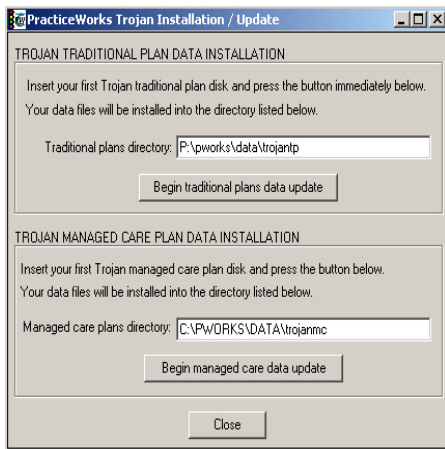 PracticeWorks Trojan Installation / Update
TROJAN TRADITIONAL PLAN DATA INSTALLATION
Insert your first Trojan traditional plan disk and press the button immediately below.
Your data files will be installed into the directory listed below.
Traditional plans directory: P:\pworks\data\trojantp
Begin traditional plans data update
TROJAN MANAGED CARE PLAN DATA INSTALLATION
Insert your first Trojan managed care plan disk and press the button below.
Your data files will be installed into the directory listed below.
Managed care plans directory: C:\PWORKS\DATA\trojanmc
Begin managed care data update
Close